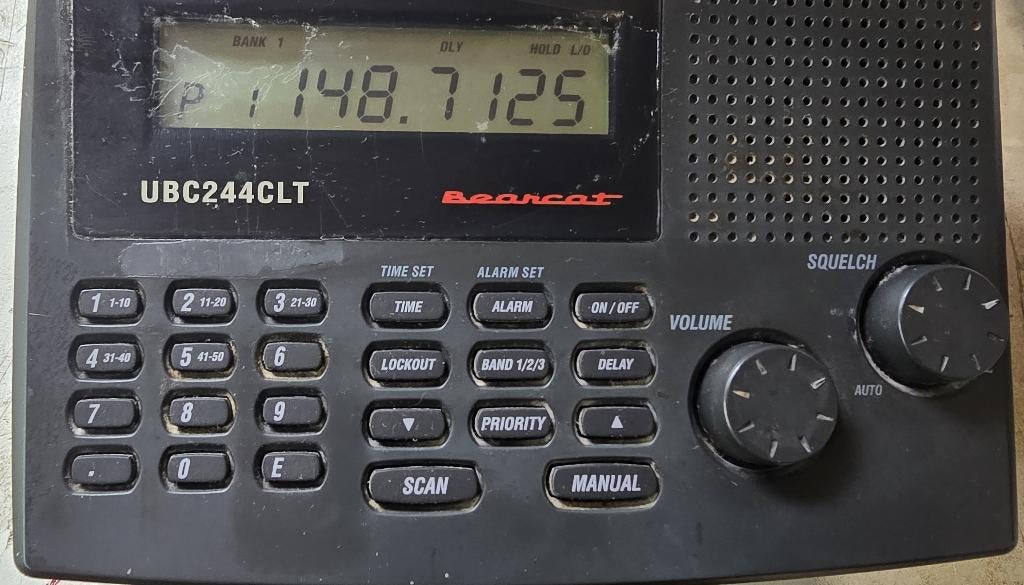 BANK 1 DLY HOLD L/O
P 1 148.7125
UBC244CLT Bearcat
SQUELCH
TIME SET ALARM SET
1 1-10 2 11-20 3 21-30 TIME ALARM ON / OFF
VOLUME
4 31-40 5 41-50 6 LOCKOUT BAND 1/2/3 DELAY
AUTO
7 8 9 ▼ PRIORITY ▲
. 0 E SCAN MANUAL